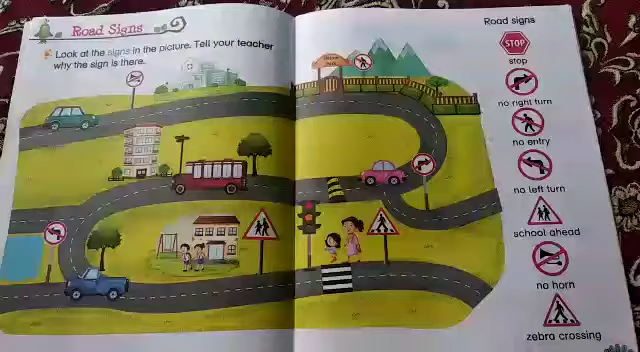 Road Signs
Look at the signs in the picture. Tell your teacher
why the sign is there.
Road signs
STOP
stop
no right turn
no entry
no left turn
school ahead
no horn
zebra crossing